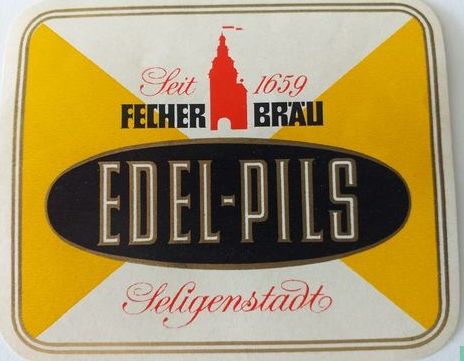 Seit 1659
FECHER BRÄU
EDEL-PILS
Seligenstadt